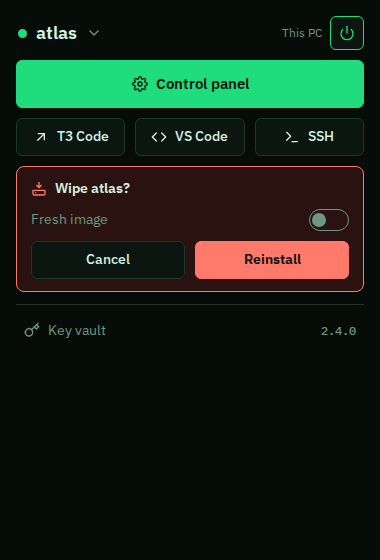 atlas
This PC
Control panel
T3 Code
VS Code
SSH
Wipe atlas?
Fresh image
Cancel
Reinstall
Key vault
2.4.0